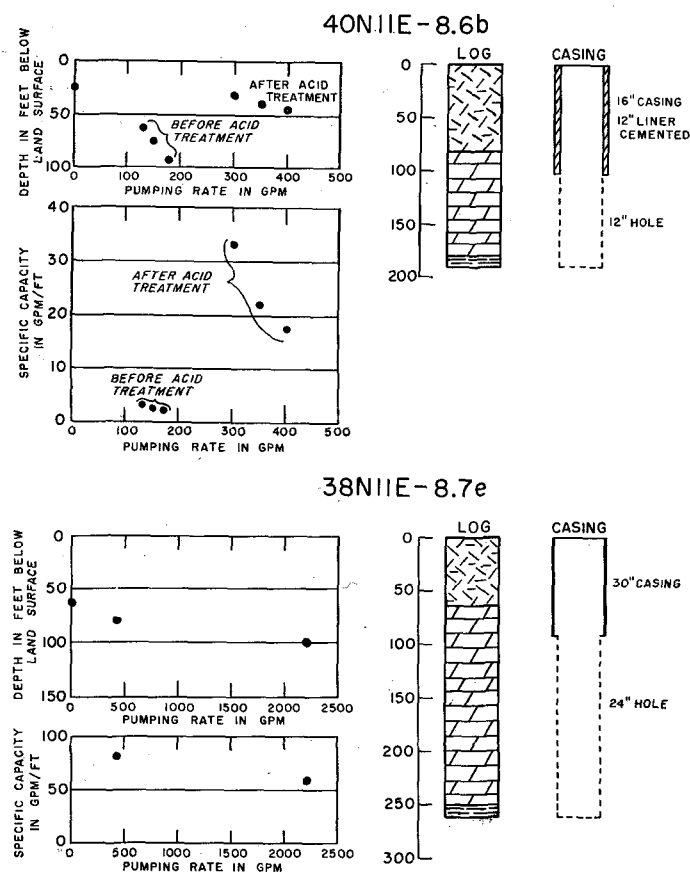 40N11E-8.6b
DEPTH IN FEET BELOW
LAND SURFACE
0
50
100
AFTER ACID
TREATMENT
BEFORE ACID
TREATMENT
0 100 200 300 400 500
PUMPING RATE IN GPM
SPECIFIC CAPACITY
IN GPM/FT
40
30
20
10
0
AFTER ACID
TREATMENT
BEFORE ACID
TREATMENT
0 100 200 300 400 500
PUMPING RATE IN GPM
LOG
0
50
100
150
200
CASING
16" CASING
12" LINER
CEMENTED
12" HOLE
38N11E-8.7e
DEPTH IN FEET BELOW
LAND SURFACE
0
50
100
150
0 500 1000 1500 2000 2500
PUMPING RATE IN GPM
SPECIFIC CAPACITY
IN GPM/FT
100
50
0
0 500 1000 1500 2000 2500
PUMPING RATE IN GPM
LOG
0
50
100
150
200
250
300
CASING
30" CASING
24" HOLE